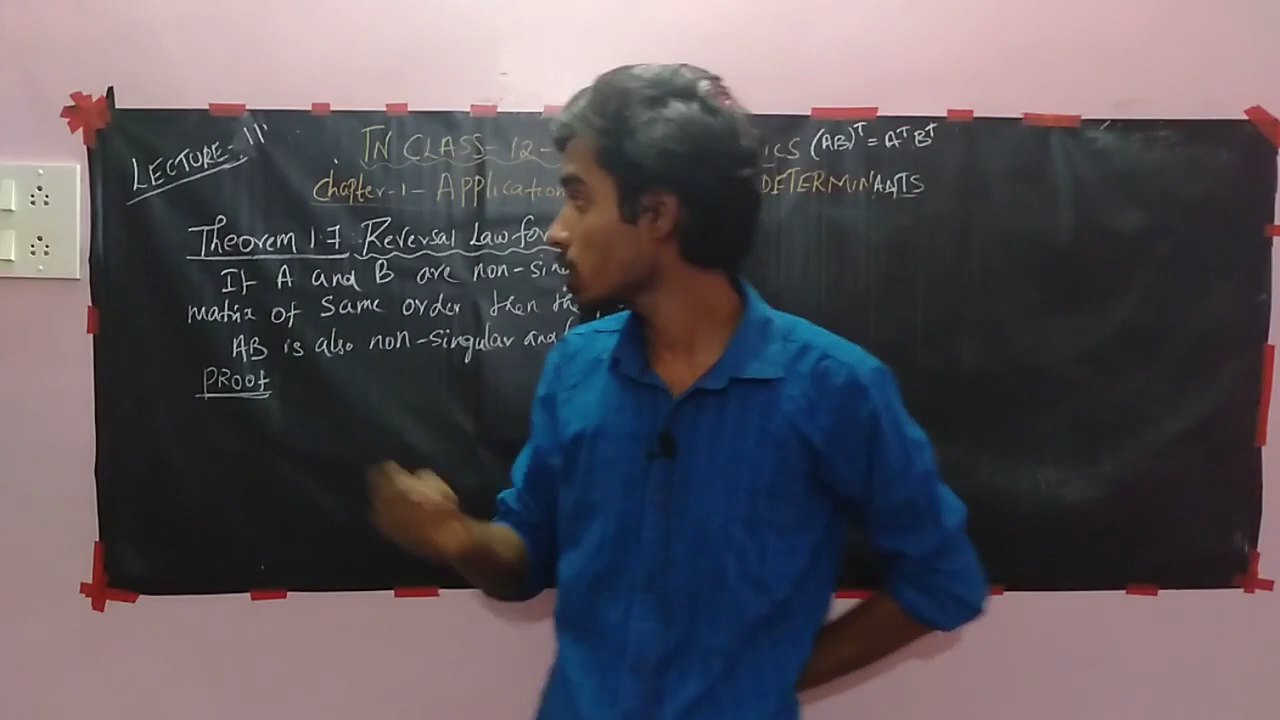 LECTURE- 11
TN CLASS- 12- ICS (AB)ᵀ = AᵀBᵀ
Chapter-1- Application DETERMINANTS
Theorem 1.7 Reversal Law for
If A and B are non-sin
matrix of same order then the
AB is also non-singular and
PROOF